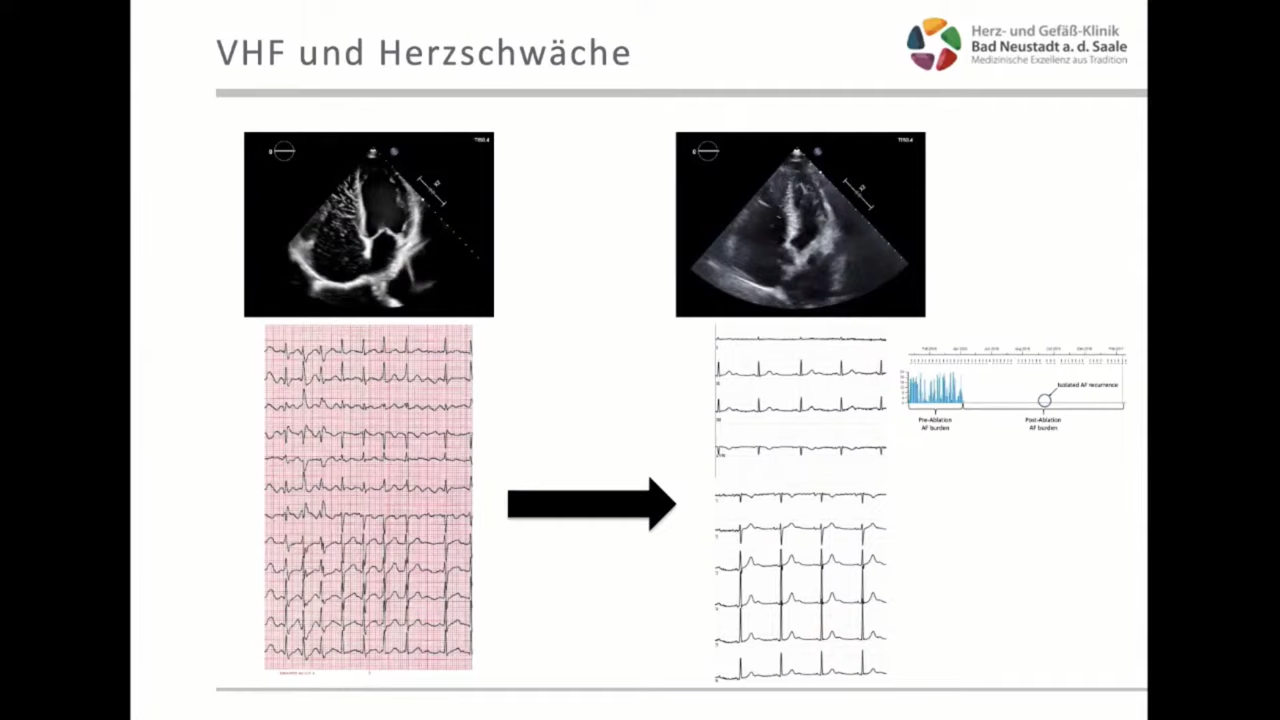 VHF und Herzschwäche
Herz- und Gefäß-Klinik
Bad Neustadt a. d. Saale
Medizinische Exzellenz aus Tradition
Isolated AF recurrence
Pre-Ablation
AF burden
Post-Ablation
AF burden